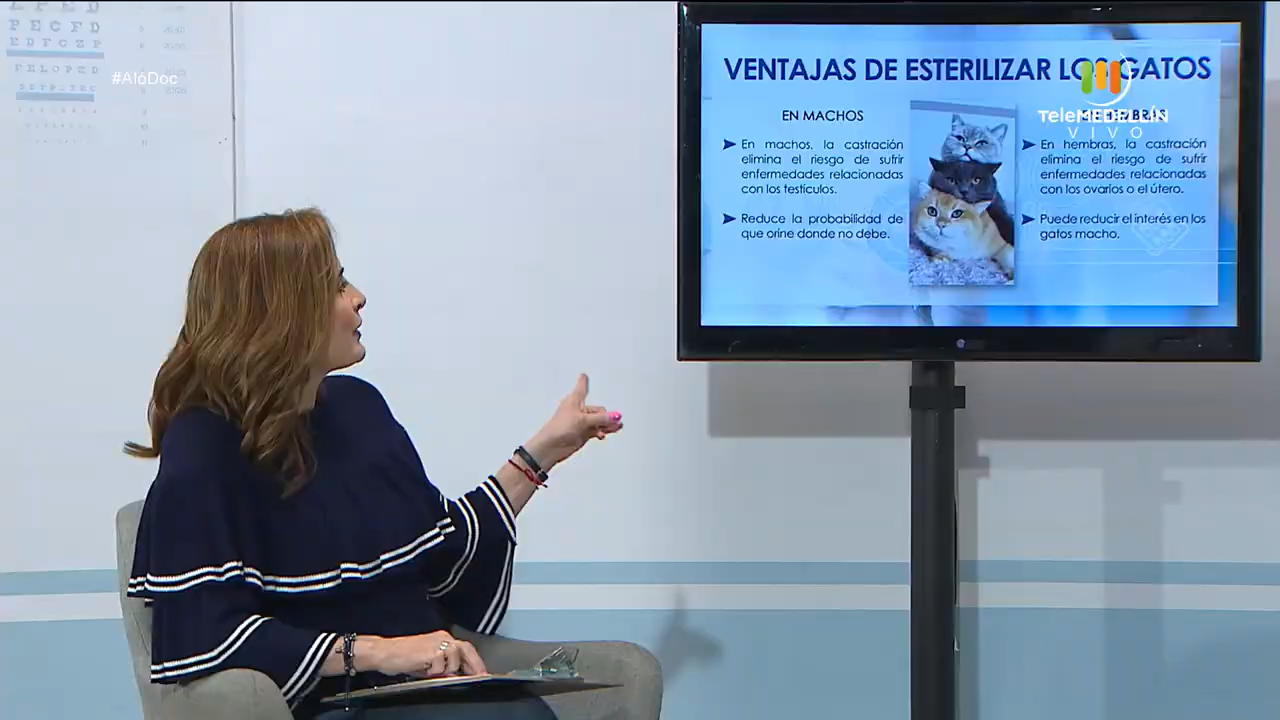 PECFD
EDFCZP
FELOPZD
#AlóDoc
VENTAJAS DE ESTERILIZAR LOS GATOS
TeleMEDELLÍN
VIVO
EN MACHOS
En machos, la castración
elimina el riesgo de sufrir
enfermedades relacionadas
con los testículos.
Reduce la probabilidad de
que orine donde no debe.
En hembras, la castración
elimina el riesgo de sufrir
enfermedades relacionadas
con los ovarios o el útero.
Puede reducir el interés en los
gatos macho.